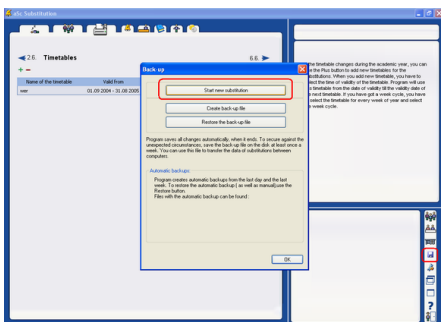 aSc Substitution
2.6. Timetables
6.6.
Name of the timetable
Valid from:
wer
01.09.2004 - 31.08.2005
Back-up
Start new substitution
Create back-up file
Restore the back-up file
Program saves all changes automatically, when it ends. To secure against the
unexpected circumstances, save the back-up file on the disk at least once a
week. You can use this file to transfer the data of substitutions between
computers.
Automatic backups:
Program creates automatic backups from the last day and the last
week. To restore the automatic backup( as well as manual),use the
Restore button.
Files with the automatic backup can be found :
OK
the timetable changes during the academic year, you can
the Plus button to add new timetables for the
When you add new timetable, you have to
the time of validity of the timetable. Program will use
timetable from the date of validity till the validity date of
next timetable. If you have got a week cycle, you have
select the timetable for every week of year and select
week cycle.